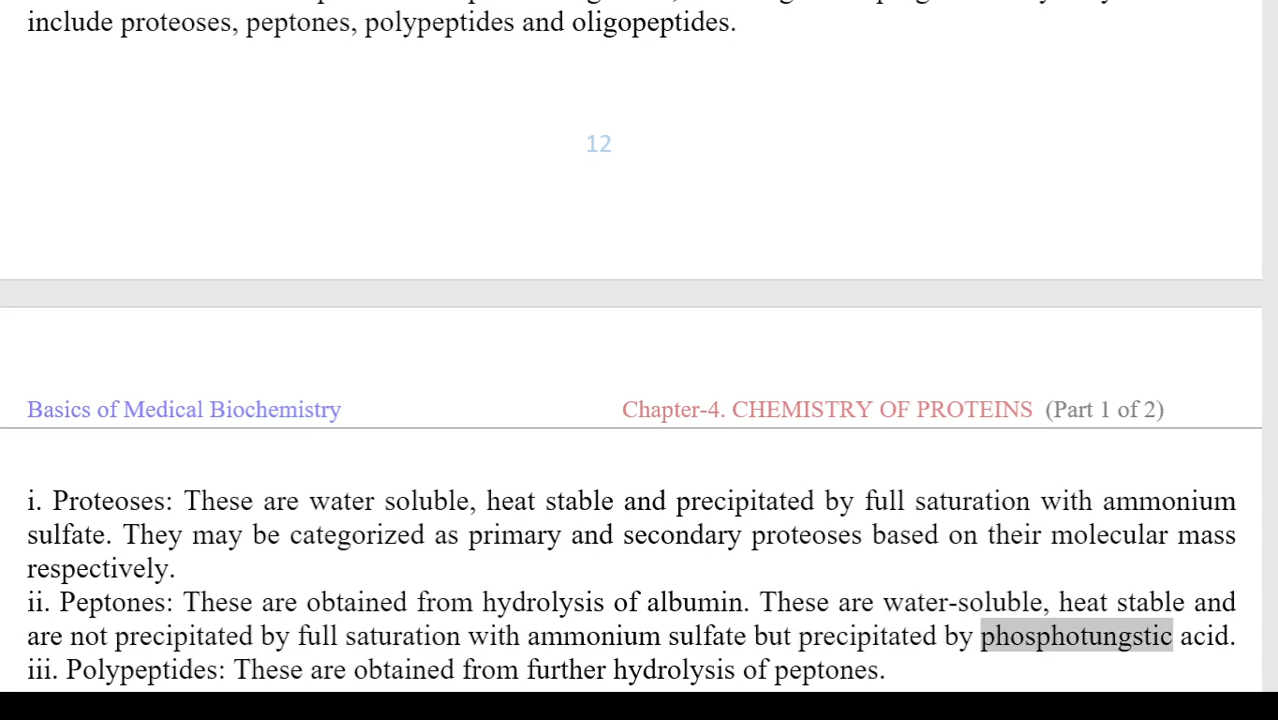 include proteoses, peptones, polypeptides and oligopeptides.
12
Basics of Medical Biochemistry Chapter-4. CHEMISTRY OF PROTEINS (Part 1 of 2)
i. Proteoses: These are water soluble, heat stable and precipitated by full saturation with ammonium
sulfate. They may be categorized as primary and secondary proteoses based on their molecular mass
respectively.
ii. Peptones: These are obtained from hydrolysis of albumin. These are water-soluble, heat stable and
are not precipitated by full saturation with ammonium sulfate but precipitated by phosphotungstic acid.
iii. Polypeptides: These are obtained from further hydrolysis of peptones.